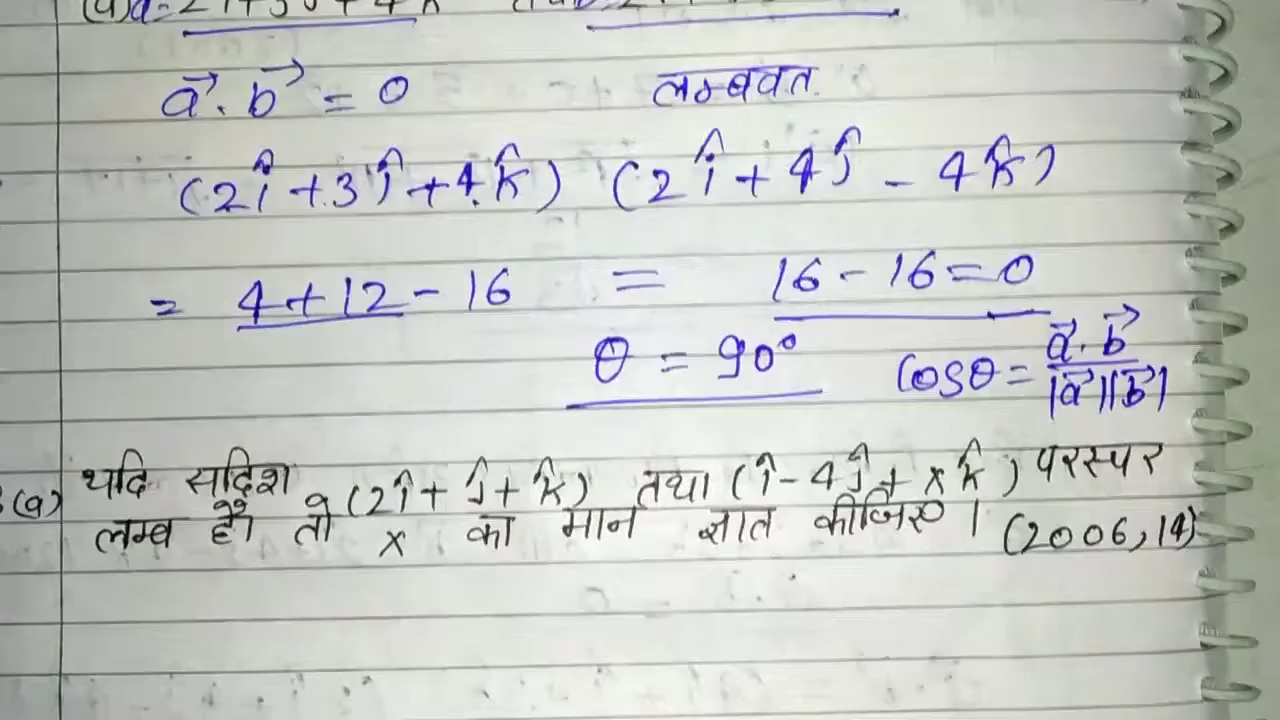 a⃗ . b⃗ = 0 लम्बवत
(2î + 3ĵ + 4k̂) (2î + 4ĵ - 4k̂)
= 4 + 12 - 16 = 16 - 16 = 0
θ = 90° cosθ = a⃗ . b⃗ / |a⃗||b⃗|
(a) यदि सदिश (2î + ĵ + k̂) तथा (î - 4ĵ + xk̂) परस्पर
लम्ब हैं। तो x का मान ज्ञात कीजिए । (2006,14)